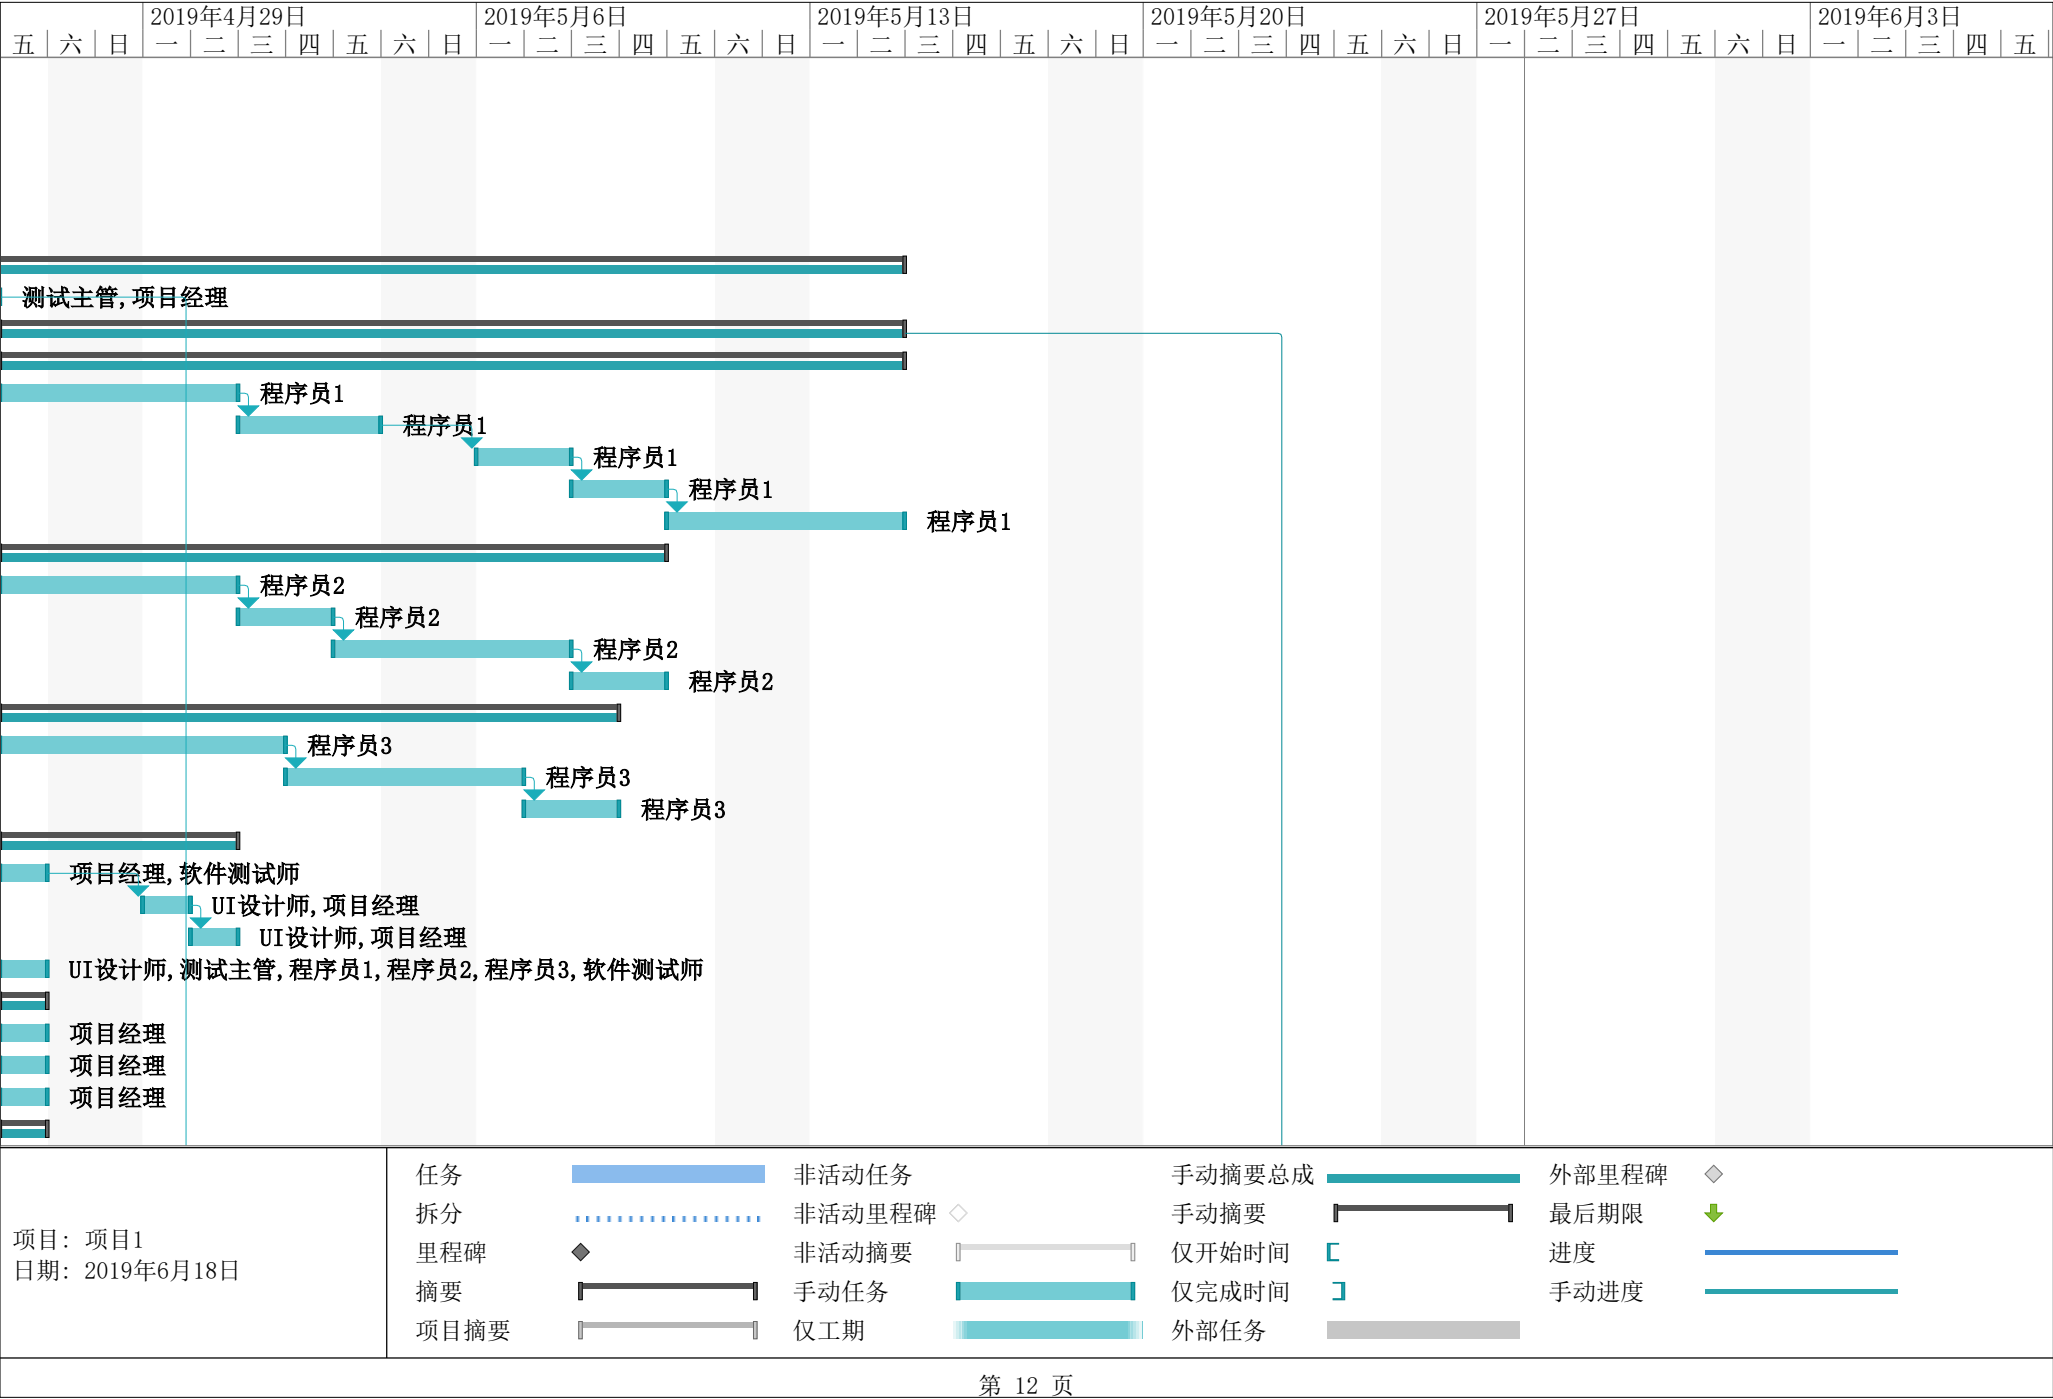 2019年4月29日 2019年5月6日 2019年5月13日 2019年5月20日 2019年5月27日 2019年6月3日
五 六 日 一 二 三 四 五 六 日 一 二 三 四 五 六 日 一 二 三 四 五 六 日 一 二 三 四 五 六 日 一 二 三 四 五 六 日 一 二 三 四 五
测试主管,项目经理
程序员1
程序员1
程序员1
程序员1
程序员1
程序员2
程序员2
程序员2
程序员2
程序员3
程序员3
程序员3
项目经理,软件测试师
UI设计师,项目经理
UI设计师,项目经理
UI设计师,测试主管,程序员1,程序员2,程序员3,软件测试师
项目经理
项目经理
项目经理
项目: 项目1
日期: 2019年6月18日
任务 非活动任务 手动摘要总成 外部里程碑
拆分 非活动里程碑 手动摘要 最后期限
里程碑 非活动摘要 仅开始时间 进度
摘要 手动任务 仅完成时间 手动进度
项目摘要 仅工期 外部任务
第 12 页